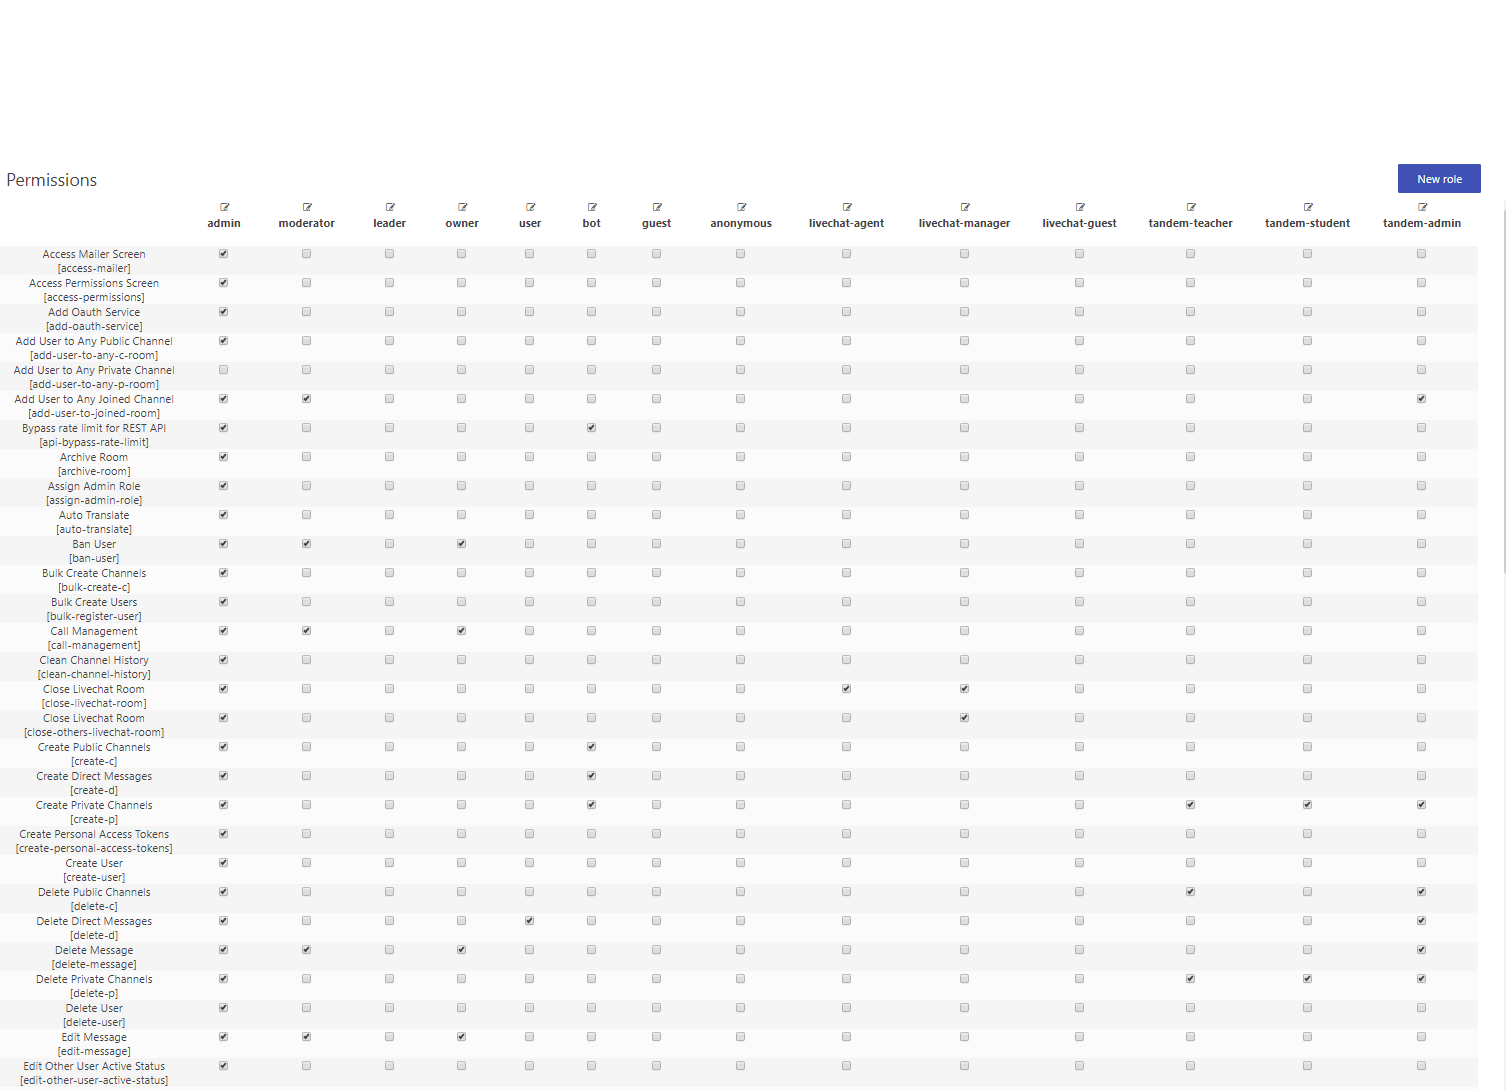 Permissions
New role
admin moderator leader owner user bot guest anonymous livechat-agent livechat-manager livechat-guest tandem-teacher tandem-student tandem-admin
Access Mailer Screen
[access-mailer]
Access Permissions Screen
[access-permissions]
Add Oauth Service
[add-oauth-service]
Add User to Any Public Channel
[add-user-to-any-c-room]
Add User to Any Private Channel
[add-user-to-any-p-room]
Add User to Any Joined Channel
[add-user-to-joined-room]
Bypass rate limit for REST API
[api-bypass-rate-limit]
Archive Room
[archive-room]
Assign Admin Role
[assign-admin-role]
Auto Translate
[auto-translate]
Ban User
[ban-user]
Bulk Create Channels
[bulk-create-c]
Bulk Create Users
[bulk-register-user]
Call Management
[call-management]
Clean Channel History
[clean-channel-history]
Close Livechat Room
[close-livechat-room]
Close Livechat Room
[close-others-livechat-room]
Create Public Channels
[create-c]
Create Direct Messages
[create-d]
Create Private Channels
[create-p]
Create Personal Access Tokens
[create-personal-access-tokens]
Create User
[create-user]
Delete Public Channels
[delete-c]
Delete Direct Messages
[delete-d]
Delete Message
[delete-message]
Delete Private Channels
[delete-p]
Delete User
[delete-user]
Edit Message
[edit-message]
Edit Other User Active Status
[edit-other-user-active-status]